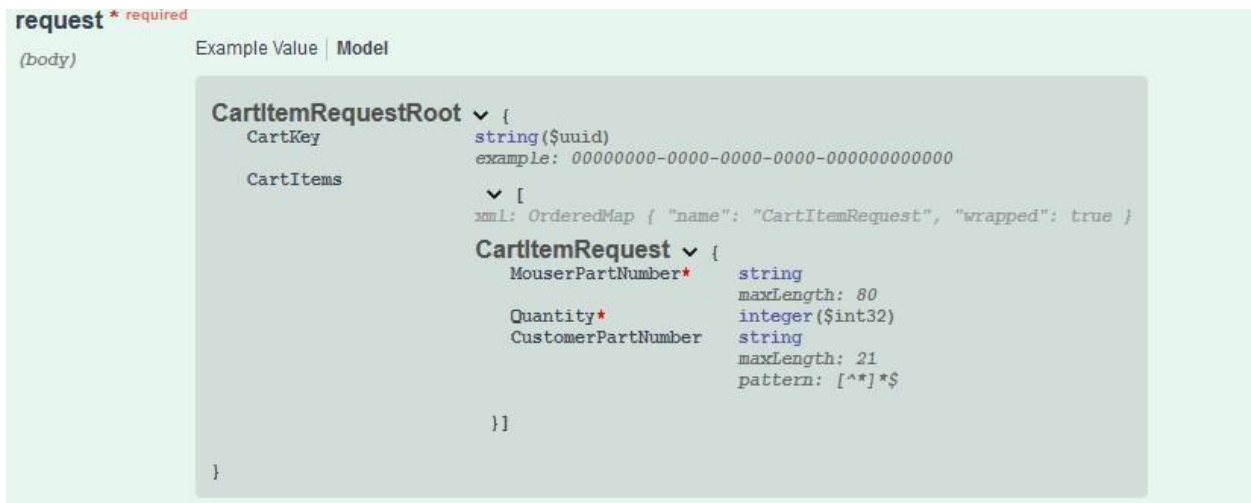 request * required
(body)
Example Value | Model
CartItemRequestRoot {
CartKey string($uuid)
example: 00000000-0000-0000-0000-000000000000
CartItems
[
xml: OrderedMap { "name": "CartItemRequest", "wrapped": true }
CartItemRequest {
MouserPartNumber* string
maxLength: 80
Quantity* integer($int32)
CustomerPartNumber string
maxLength: 21
pattern: [^*]*$
}]
}